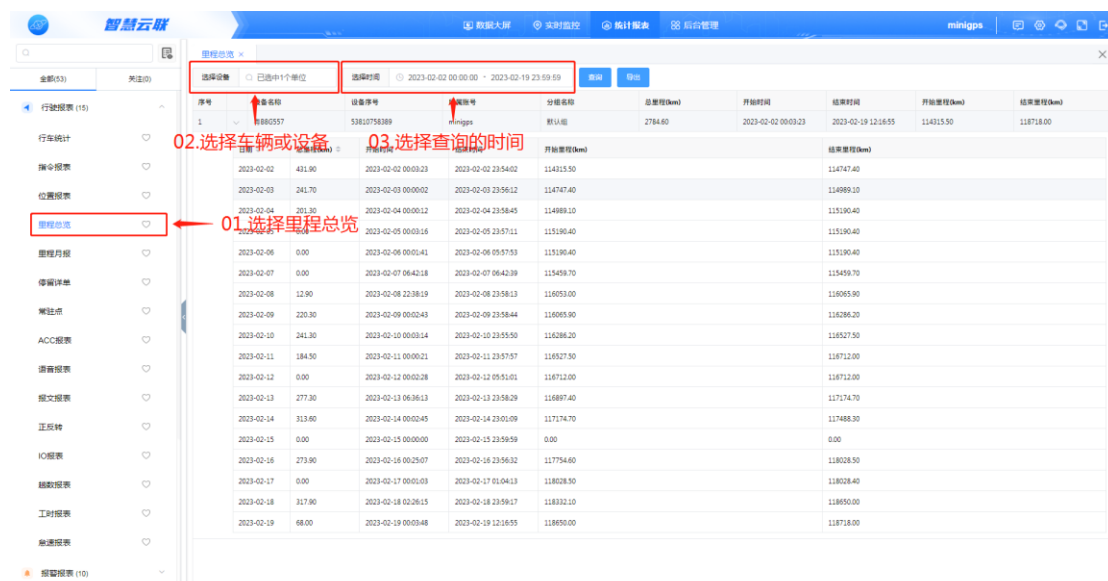 智慧云联 数据大屏 实时监控 统计报表 后台管理 minigps
里程总览 ×
全部(53) 关注(0)
选择设备 已选中1个单位 选择时间 2023-02-02 00:00:00 - 2023-02-19 23:59:59 查询 导出
行驶报表 (15)
行车统计
指令报表
位置报表
里程总览
里程月报
停留详单
常驻点
ACC报表
语音报表
报文报表
正反转
IO报表
趟数报表
工时报表
怠速报表
报警报表 (10)
01.选择里程总览
02.选择车辆或设备
03.选择查询的时间
序号 设备名称 设备序号 所属账号 分组名称 总里程(km) 开始时间 结束时间 开始里程(km) 结束里程(km)
1 88G557 53810758389 minigps 默认组 2784.60 2023-02-02 00:03:23 2023-02-19 12:16:55 114315.50 118718.00
日期 总里程(km) 开始时间 结束时间 开始里程(km) 结束里程(km)
2023-02-02 431.90 2023-02-02 00:03:23 2023-02-02 23:54:02 114315.50 114747.40
2023-02-03 241.70 2023-02-03 00:00:02 2023-02-03 23:56:12 114747.40 114989.10
2023-02-04 201.30 2023-02-04 00:00:12 2023-02-04 23:58:45 114989.10 115190.40
2023-02-05 0.00 2023-02-05 00:03:16 2023-02-05 23:57:11 115190.40 115190.40
2023-02-06 0.00 2023-02-06 00:01:41 2023-02-06 05:57:53 115190.40 115190.40
2023-02-07 0.00 2023-02-07 06:42:18 2023-02-07 06:42:39 115459.70 115459.70
2023-02-08 12.90 2023-02-08 22:38:19 2023-02-08 23:58:13 116053.00 116065.90
2023-02-09 220.30 2023-02-09 00:02:43 2023-02-09 23:58:44 116065.90 116286.20
2023-02-10 241.30 2023-02-10 00:03:14 2023-02-10 23:55:50 116286.20 116527.50
2023-02-11 184.50 2023-02-11 00:00:21 2023-02-11 23:57:57 116527.50 116712.00
2023-02-12 0.00 2023-02-12 00:02:28 2023-02-12 05:51:01 116712.00 116712.00
2023-02-13 277.30 2023-02-13 06:36:13 2023-02-13 23:58:29 116897.40 117174.70
2023-02-14 313.60 2023-02-14 00:02:45 2023-02-14 23:01:09 117174.70 117488.30
2023-02-15 0.00 2023-02-15 00:00:00 2023-02-15 23:59:59 0.00 0.00
2023-02-16 273.90 2023-02-16 00:25:07 2023-02-16 23:56:32 117754.60 118028.50
2023-02-17 0.00 2023-02-17 00:01:03 2023-02-17 01:04:13 118028.50 118028.40
2023-02-18 317.90 2023-02-18 02:26:15 2023-02-18 23:59:17 118332.10 118650.00
2023-02-19 68.00 2023-02-19 00:03:48 2023-02-19 12:16:55 118650.00 118718.00